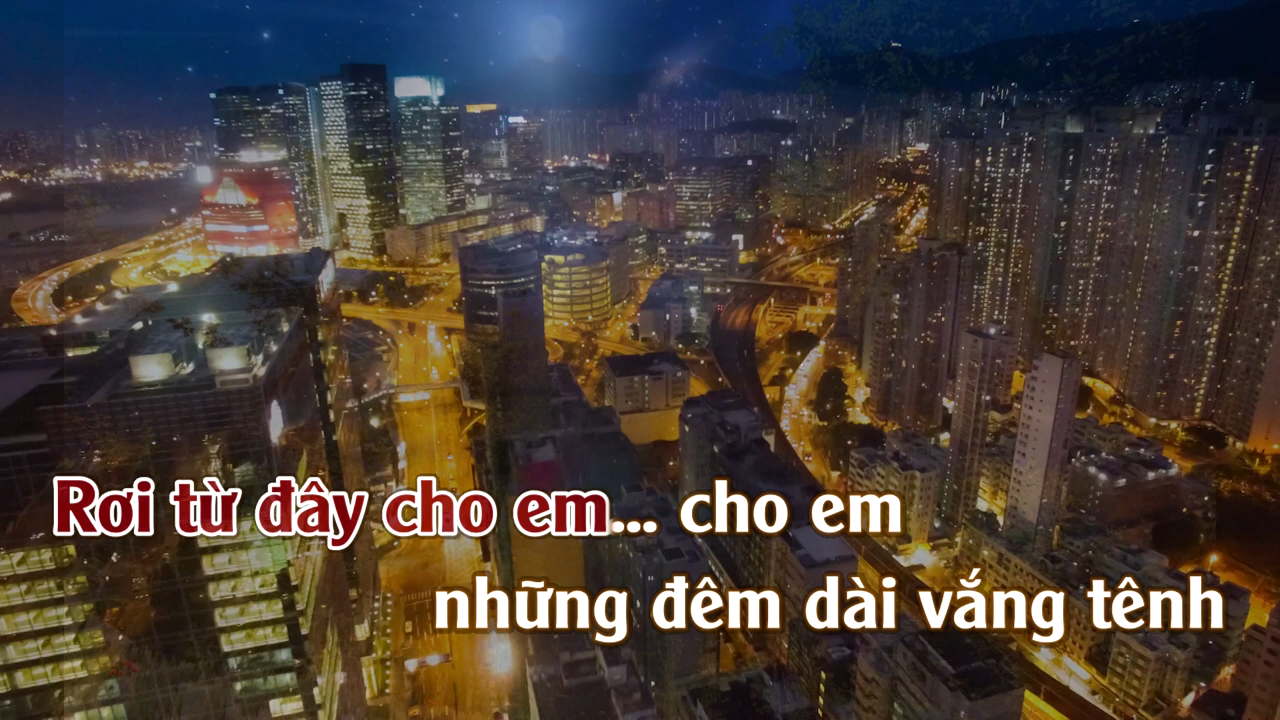 Rơi từ đây cho em... cho em
những đêm dài vắng tênh